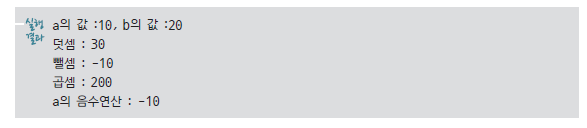 실행
결과
a의 값 :10, b의 값 :20
덧셈 : 30
뺄셈 : -10
곱셈 : 200
a의 음수연산 : -10